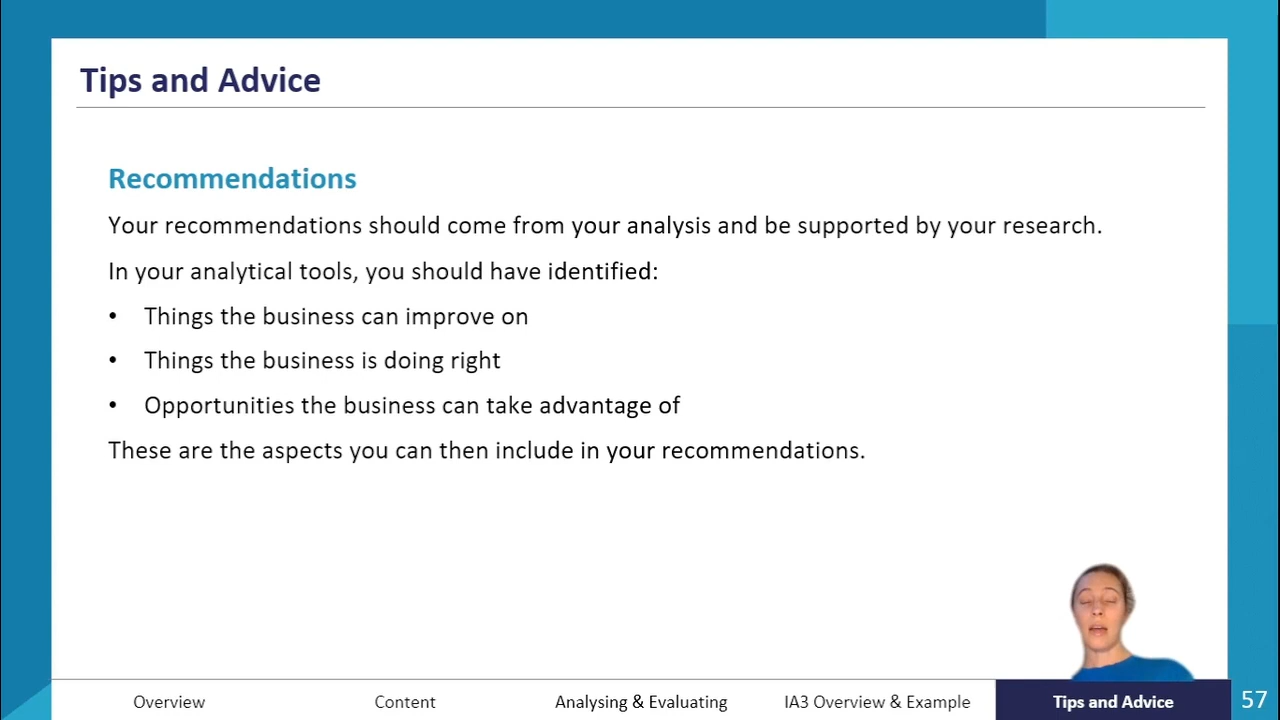 Tips and Advice
Recommendations
Your recommendations should come from your analysis and be supported by your research.
In your analytical tools, you should have identified:
• Things the business can improve on
• Things the business is doing right
• Opportunities the business can take advantage of
These are the aspects you can then include in your recommendations.
Overview Content Analysing & Evaluating IA3 Overview & Example Tips and Advice 57